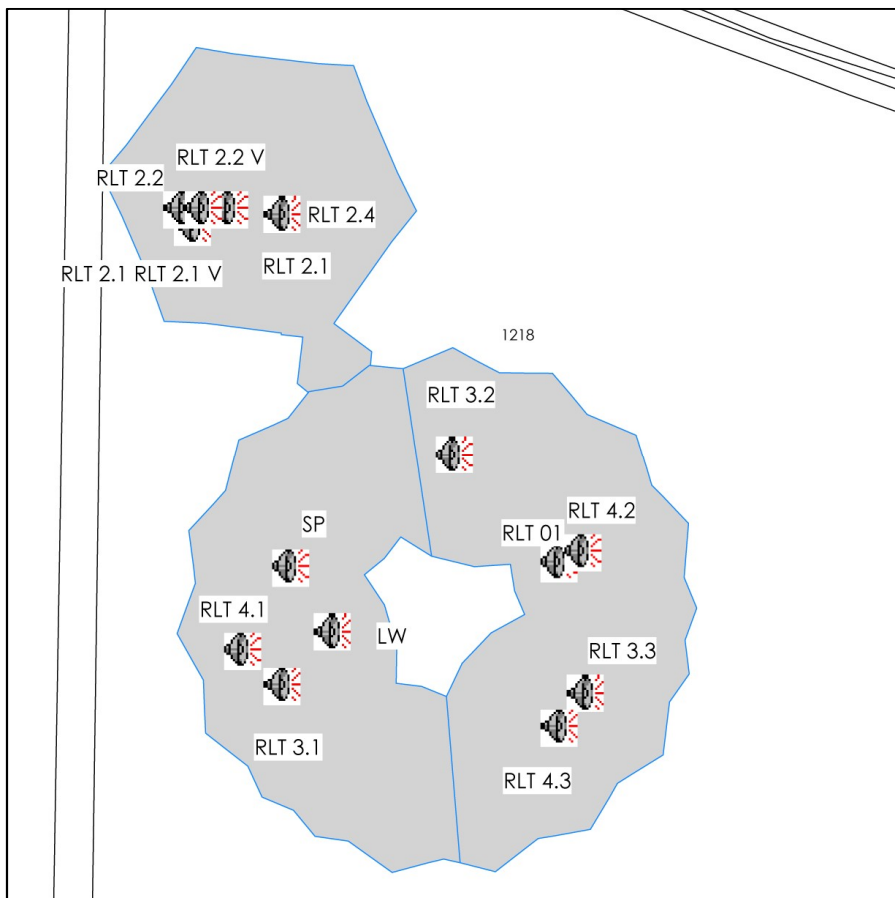 RLT 2.2 V
RLT 2.2
RLT 2.4
RLT 2.1
RLT 2.1 RLT 2.1 V
1218
RLT 3.2
RLT 4.2
SP
RLT 01
RLT 4.1
LW
RLT 3.3
RLT 3.1
RLT 4.3